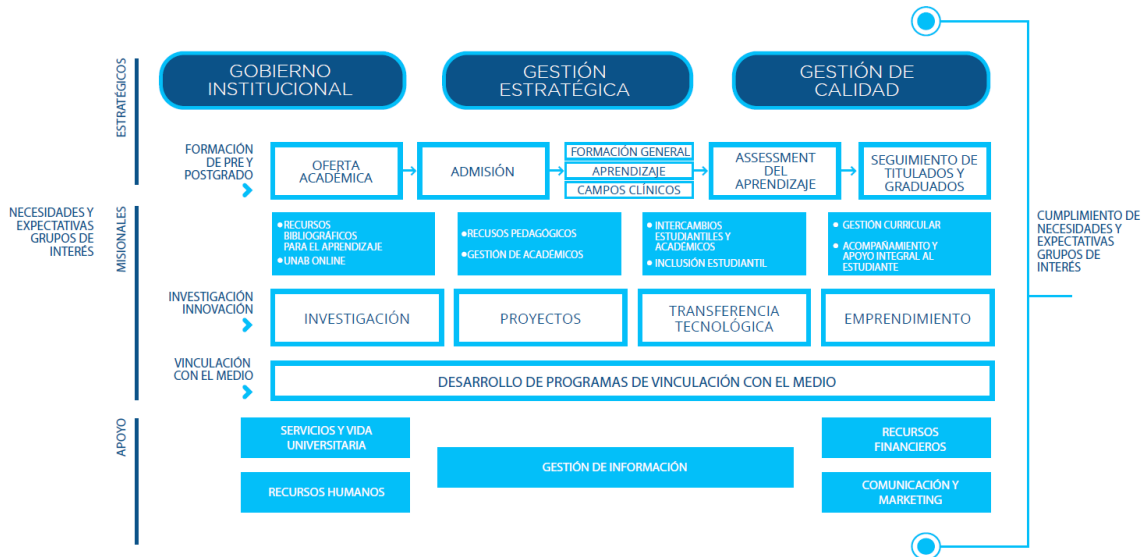 ESTRATÉGICOS
GOBIERNO
INSTITUCIONAL
GESTIÓN
ESTRATÉGICA
GESTIÓN DE
CALIDAD
FORMACIÓN
DE PRE Y
POSTGRADO
OFERTA
ACADÉMICA
ADMISIÓN
FORMACIÓN GENERAL
APRENDIZAJE
CAMPOS CLÍNICOS
ASSESSMENT
DEL
APRENDIZAJE
SEGUIMIENTO DE
TITULADOS Y
GRADUADOS
NECESIDADES Y
EXPECTATIVAS
GRUPOS DE
INTERÉS
MISIONALES
• RECURSOS
BIBLIOGRÁFICOS
PARA EL APRENDIZAJE
• UNAB ONLINE
• RECUSOS PEDAGÓGICOS
• GESTIÓN DE ACADÉMICOS
• INTERCAMBIOS
ESTUDIANTILES Y
ACADÉMICOS
• INCLUSIÓN ESTUDIANTIL
• GESTIÓN CURRICULAR
• ACOMPAÑAMIENTO Y
APOYO INTEGRAL AL
ESTUDIANTE
CUMPLIMIENTO DE
NECESIDADES Y
EXPECTATIVAS
GRUPOS DE
INTERÉS
INVESTIGACIÓN
INNOVACIÓN
INVESTIGACIÓN
PROYECTOS
TRANSFERENCIA
TECNOLÓGICA
EMPRENDIMIENTO
VINCULACIÓN
CON EL MEDIO
DESARROLLO DE PROGRAMAS DE VINCULACIÓN CON EL MEDIO
APOYO
SERVICIOS Y VIDA
UNIVERSITARIA
RECURSOS HUMANOS
GESTIÓN DE INFORMACIÓN
RECURSOS
FINANCIEROS
COMUNICACIÓN Y
MARKETING